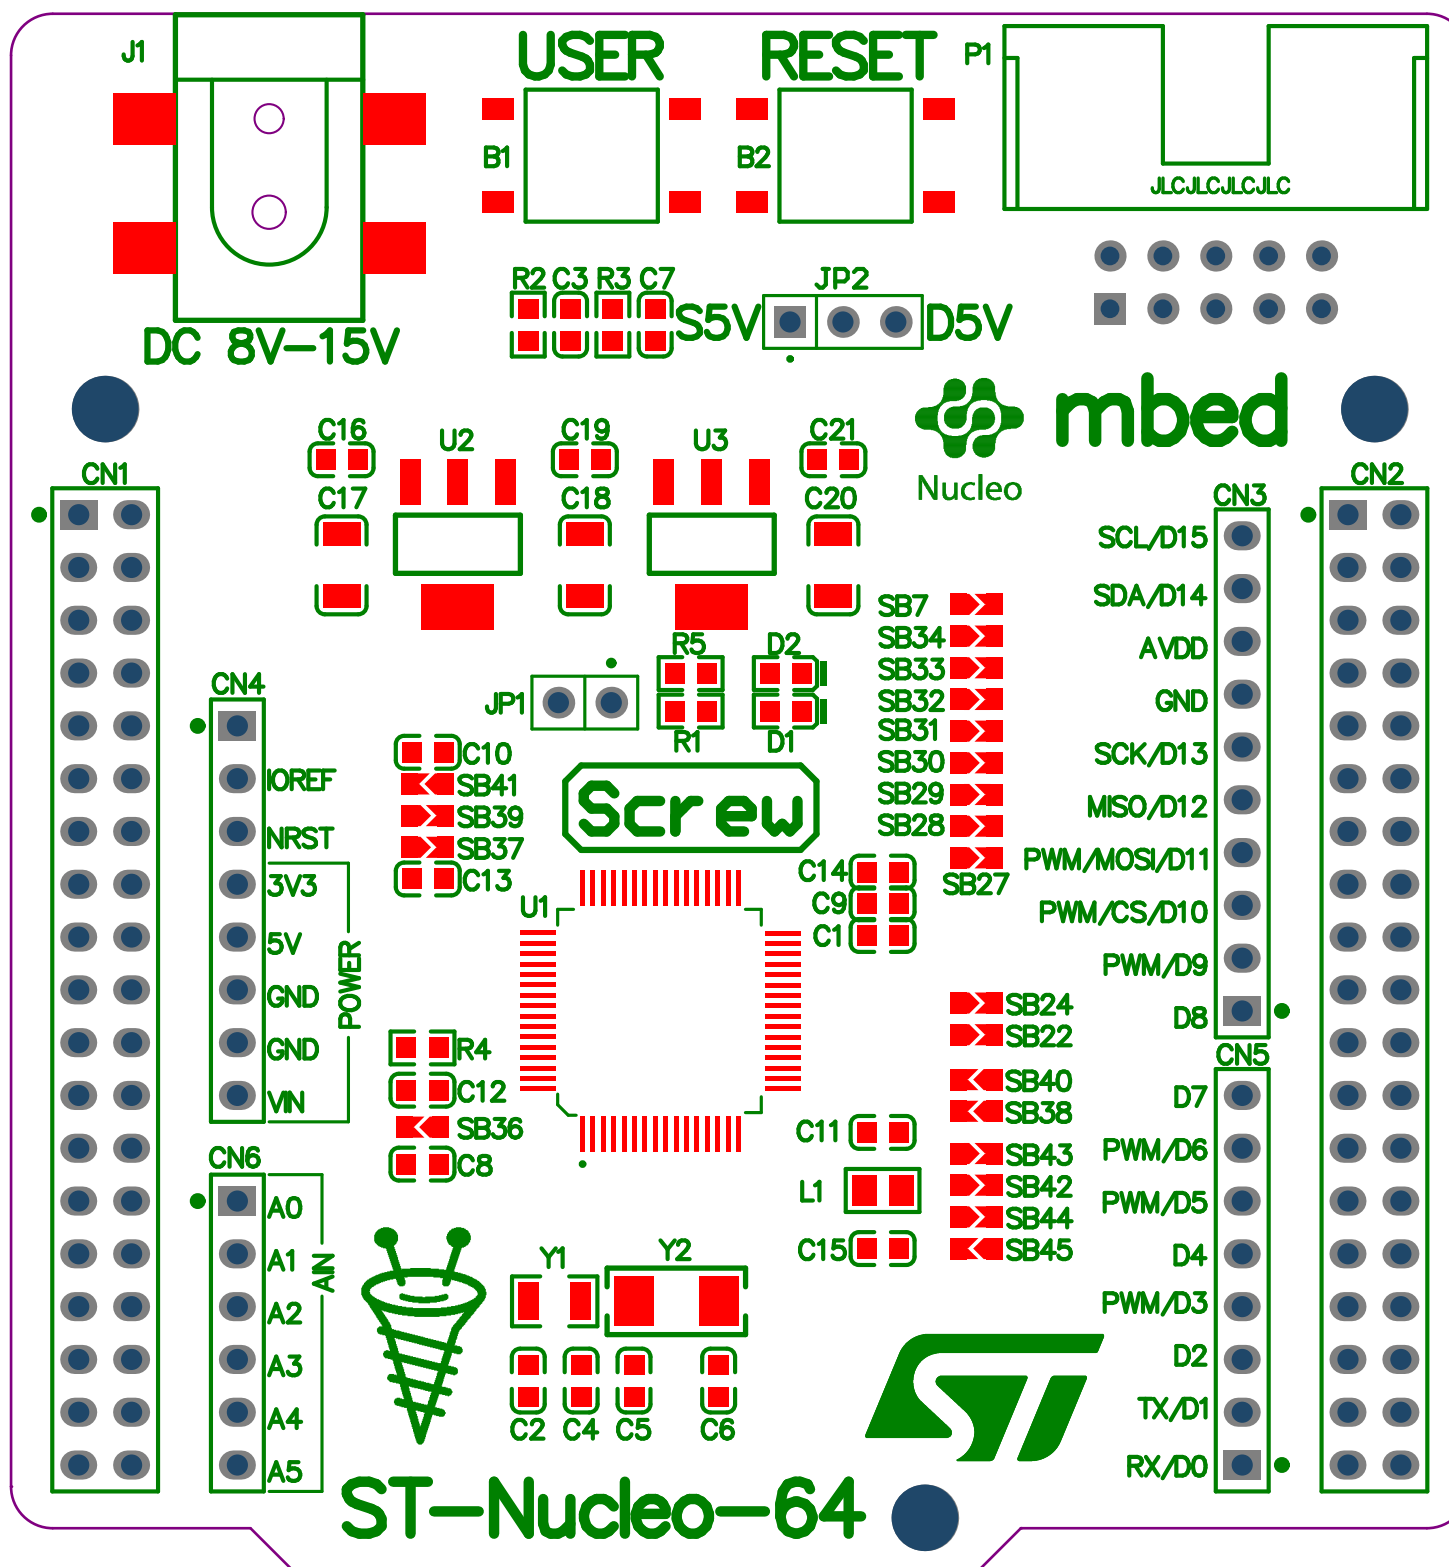 J1
USER
RESET
P1
B1
B2
JLCJLCJLCJLC
R2 C3 R3 C7
JP2
S5V
D5V
DC 8V-15V
mbed
Nucleo
C16
U2
C19
U3
C21
CN1
C17
C18
C20
CN3
CN2
SCL/D15
SDA/D14
AVDD
GND
SCK/D13
MISO/D12
PWM/MOSI/D11
PWM/CS/D10
PWM/D9
D8
SB7
SB34
SB33
SB32
SB31
SB30
SB29
SB28
SB27
R5
D2
JP1
R1
D1
CN4
IOREF
NRST
3V3
5V
GND
GND
VIN
POWER
C10
SB41
SB39
SB37
C13
Screw
C14
C9
C1
U1
SB24
SB22
SB40
SB38
SB43
SB42
SB44
SB45
R4
C12
SB36
C8
C11
L1
C15
CN5
D7
PWM/D6
PWM/D5
D4
PWM/D3
D2
TX/D1
RX/D0
CN6
A0
A1
A2
A3
A4
A5
AIN
Y1
Y2
C2
C4
C5
C6
ST
ST-Nucleo-64